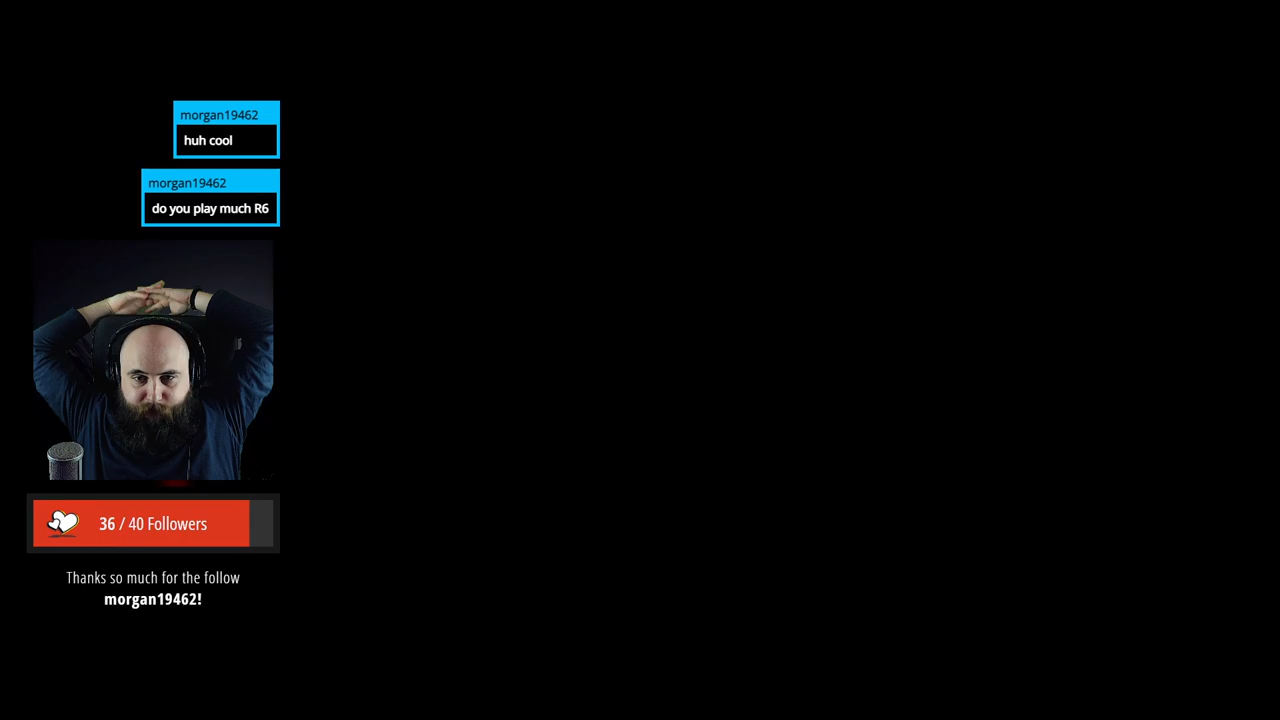 morgan19462
huh cool
morgan19462
do you play much R6
36 / 40 Followers
Thanks so much for the follow
morgan19462!